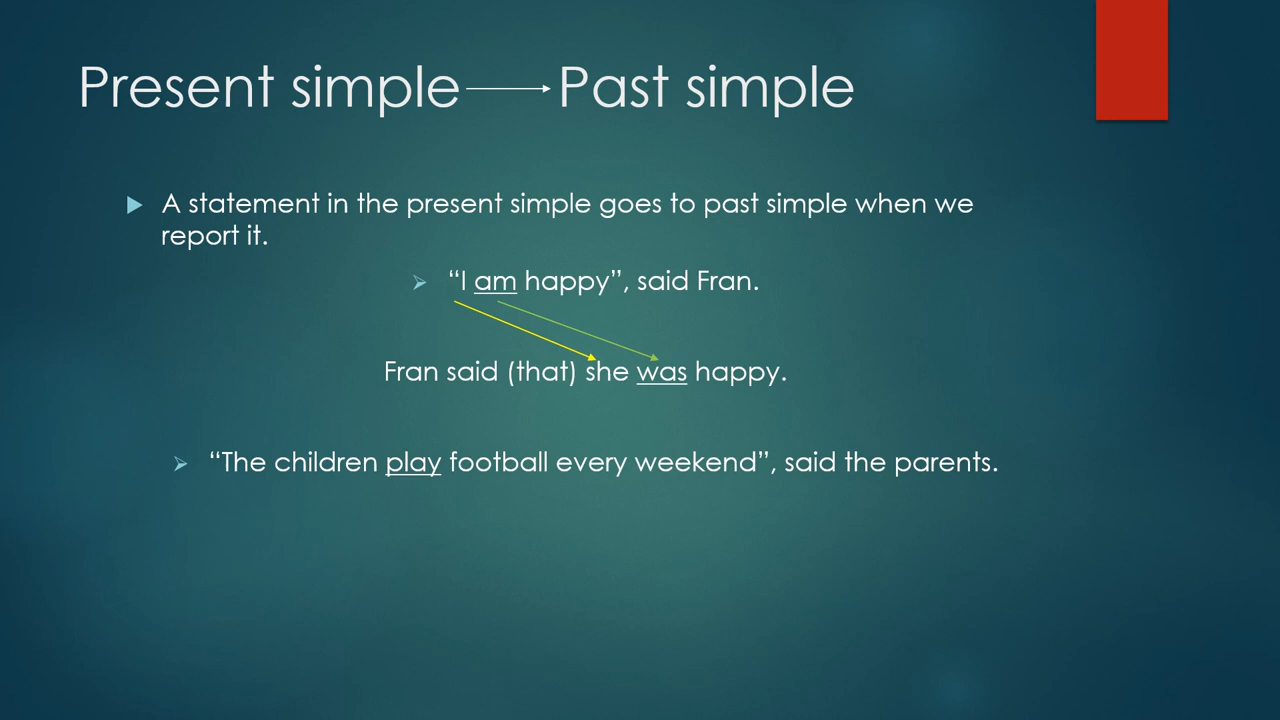 Present simple Past simple
A statement in the present simple goes to past simple when we
report it.
“I am happy”, said Fran.
Fran said (that) she was happy.
“The children play football every weekend”, said the parents.